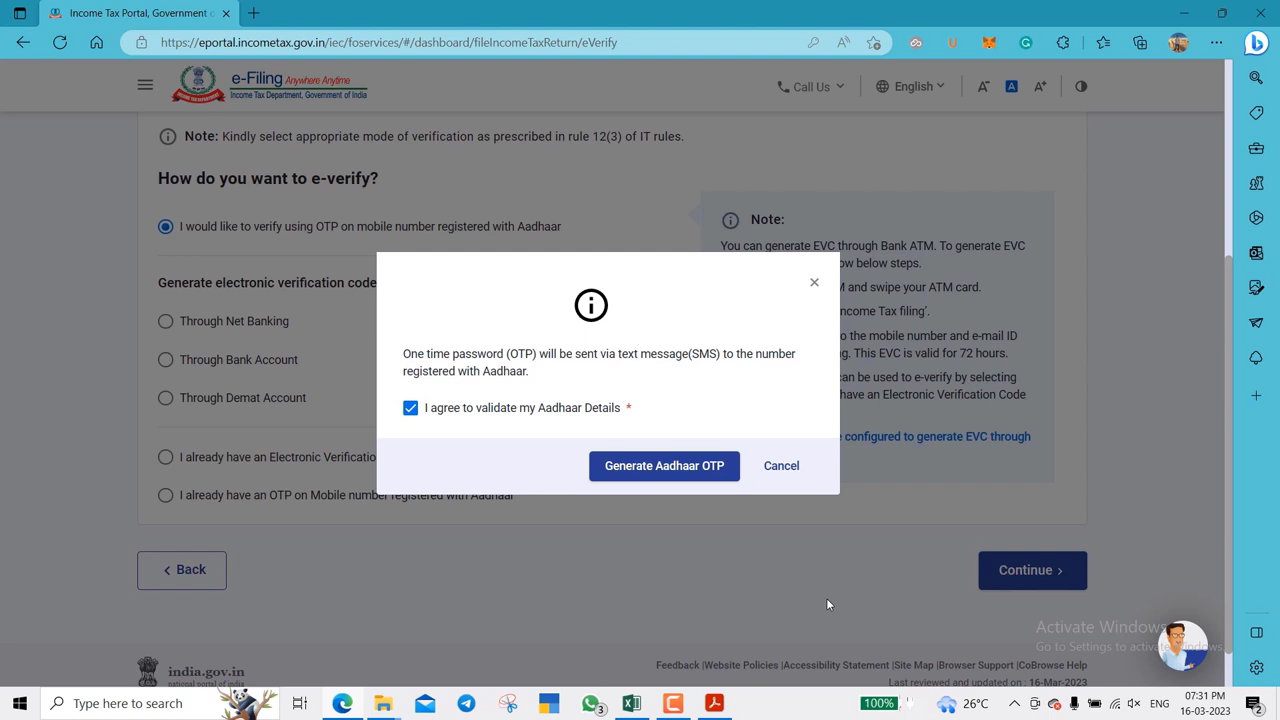 Income Tax Portal, Government o
https://eportal.incometax.gov.in/iec/foservices/#/dashboard/fileIncomeTaxReturn/eVerify
e-Filing Anywhere Anytime
Income Tax Department, Government of India
Call Us
English
A-
A
A+
Note: Kindly select appropriate mode of verification as prescribed in rule 12(3) of IT rules.
How do you want to e-verify?
I would like to verify using OTP on mobile number registered with Aadhaar
Generate electronic verification code
Through Net Banking
Through Bank Account
Through Demat Account
I already have an Electronic Verificatio
I already have an OTP on Mobile number registered with Aadhaar
Note:
You can generate EVC through Bank ATM. To generate EVC
ow below steps.
M and swipe your ATM card.
ncome Tax filing'.
to the mobile number and e-mail ID
g. This EVC is valid for 72 hours.
can be used to e-verify by selecting
have an Electronic Verification Code
e configured to generate EVC through
One time password (OTP) will be sent via text message(SMS) to the number
registered with Aadhaar.
I agree to validate my Aadhaar Details *
Generate Aadhaar OTP
Cancel
Back
Continue
Activate Windows
Go to Settings to activate Windows.
india.gov.in
national portal of india
Feedback |Website Policies |Accessibility Statement |Site Map |Browser Support |CoBrowse Help
Last reviewed and updated on : 16-Mar-2023
Type here to search
3
100%
26°C
ENG
07:31 PM
16-03-2023
2